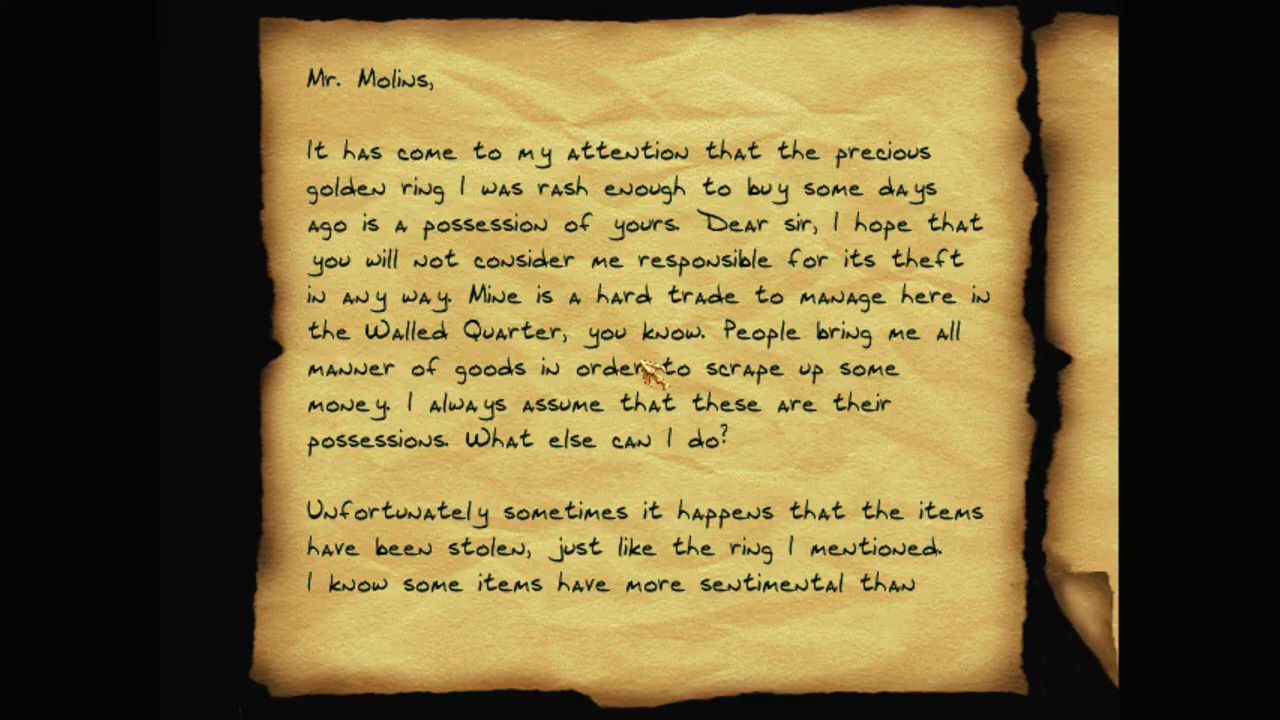 Mr. Molins,
It has come to my attention that the precious
golden ring I was rash enough to buy some days
ago is a possession of yours. Dear sir, I hope that
you will not consider me responsible for its theft
in any way. Mine is a hard trade to manage here in
the Walled Quarter, you know. People bring me all
manner of goods in order to scrape up some
money. I always assume that these are their
possessions. What else can I do?
Unfortunately sometimes it happens that the items
have been stolen, just like the ring I mentioned.
I know some items have more sentimental than